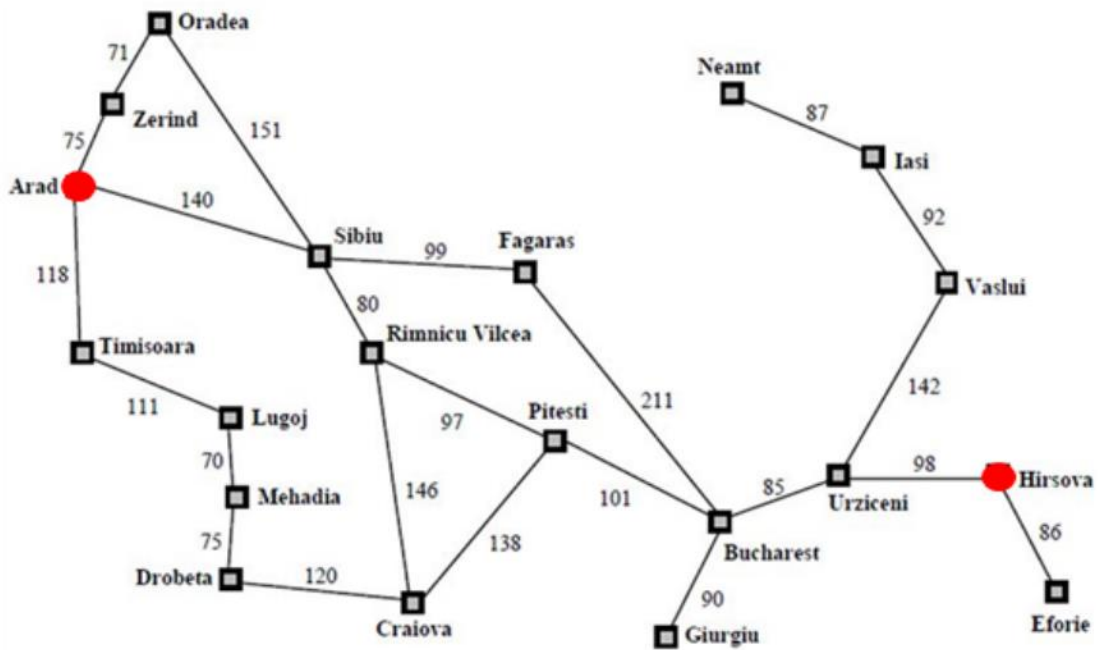 Oradea
71
Neamt
87
Zerind
151
75
Iasi
Arad
140
92
Sibiu
Fagaras
99
118
80
Vaslui
Rimnicu Vilcea
Timisoara
142
111
211
Pitesti
Lugoj
97
70
98
Hirsova
146
85
Mehadia
101
Urziceni
86
138
Bucharest
75
Drobeta
120
90
Craiova
Giurgiu
Eforie